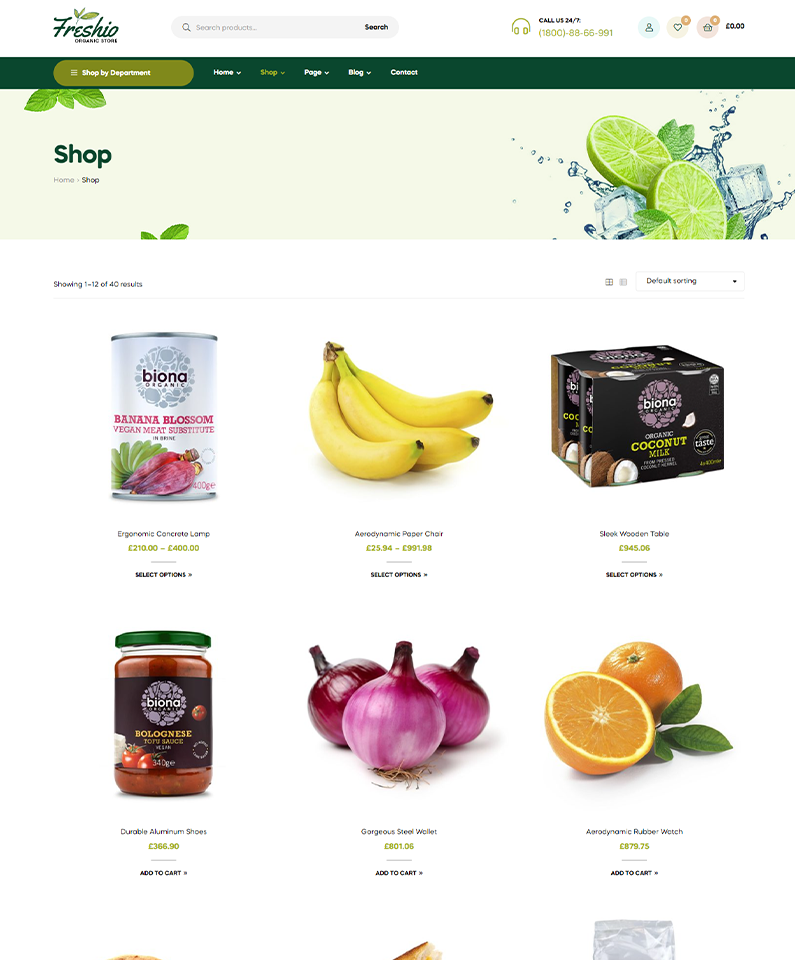 Freshio
ORGANIC STORE
Search products...
Search
CALL US 24/7:
(1800)-88-66-991
0
0
£0.00
Shop by Department
Home
Shop
Page
Blog
Contact
Shop
Home › Shop
Showing 1–12 of 40 results
Default sorting
biona
ORGANIC
BANANA BLOSSOM
VEGAN MEAT SUBSTITUTE
IN BRINE
400g℮
biona
ORGANIC
ORGANIC
COCONUT
MILK
FROM PRESSED
COCONUT KERNEL
great
taste
Ergonomic Concrete Lamp
£210.00 – £400.00
SELECT OPTIONS »
Aerodynamic Paper Chair
£25.94 – £991.98
SELECT OPTIONS »
Sleek Wooden Table
£945.06
SELECT OPTIONS »
biona
ORGANIC
BOLOGNESE
TOFU SAUCE
VEGAN
340g℮
Durable Aluminum Shoes
£366.90
ADD TO CART »
Gorgeous Steel Wallet
£801.06
ADD TO CART »
Aerodynamic Rubber Watch
£879.75
ADD TO CART »